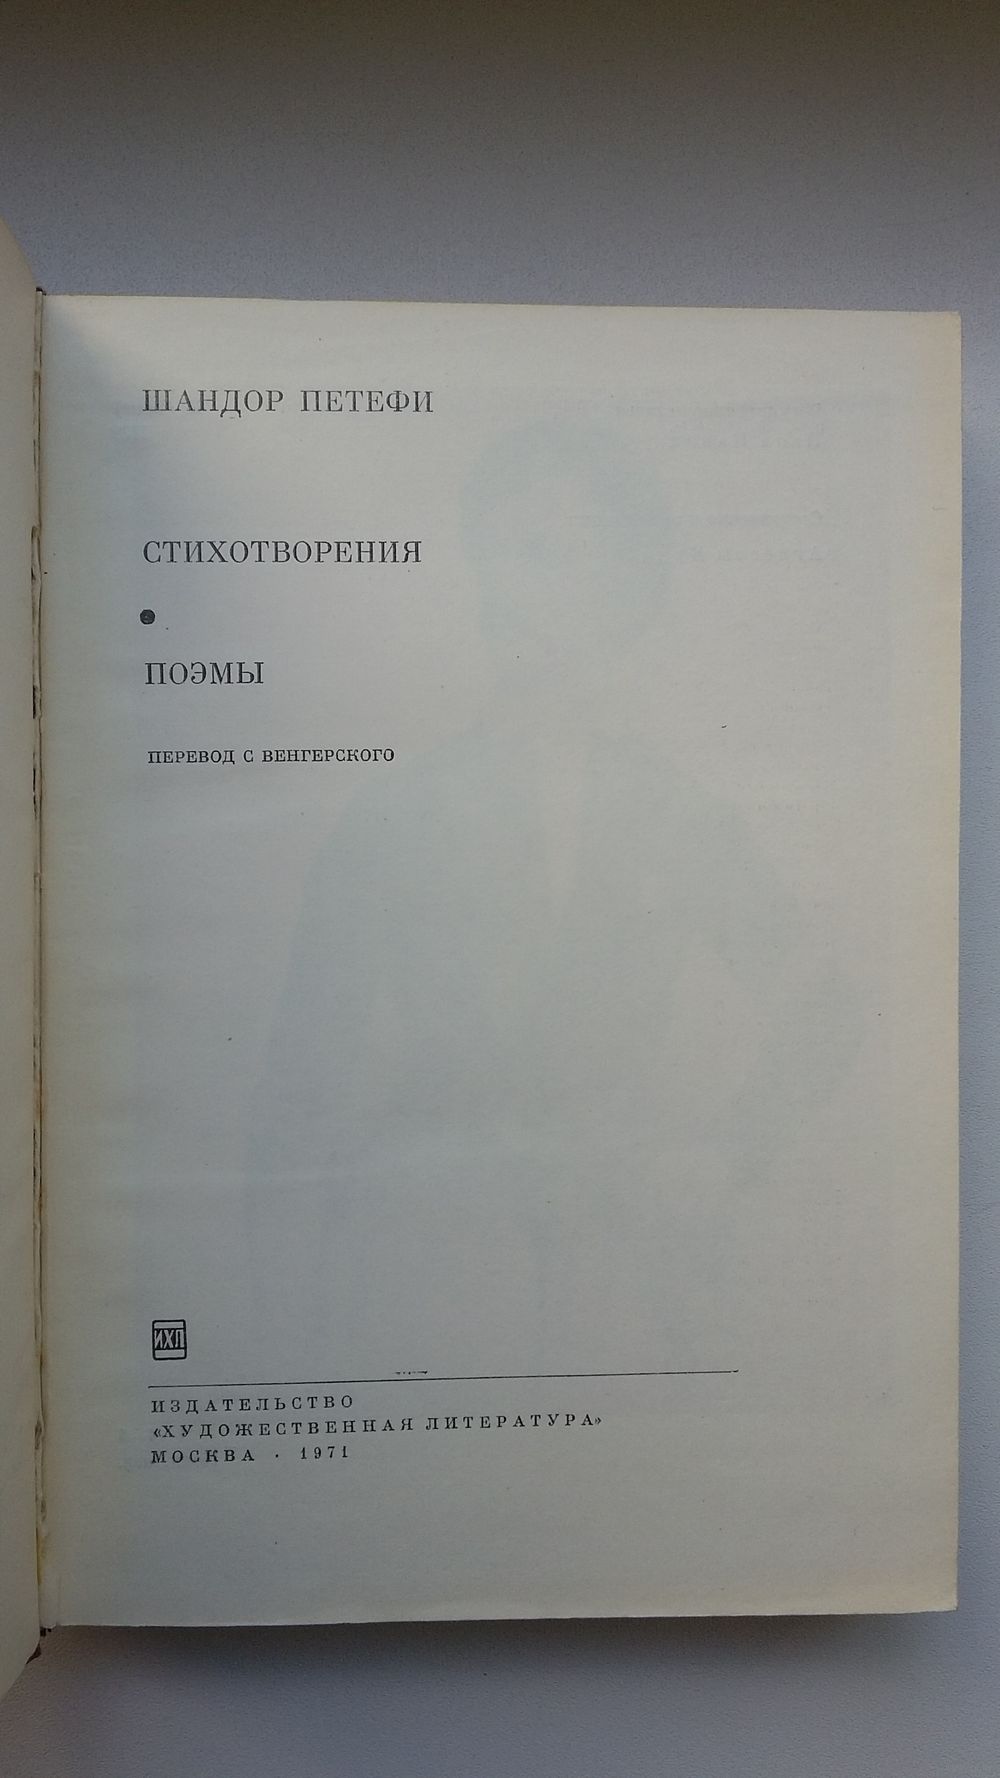 ШАНДОР ПЕТЕФИ
СТИХОТВОРЕНИЯ
ПОЭМЫ
ПЕРЕВОД С ВЕНГЕРСКОГО
ИХЛ
ИЗДАТЕЛЬСТВО
«ХУДОЖЕСТВЕННАЯ ЛИТЕРАТУРА»
МОСКВА · 1971